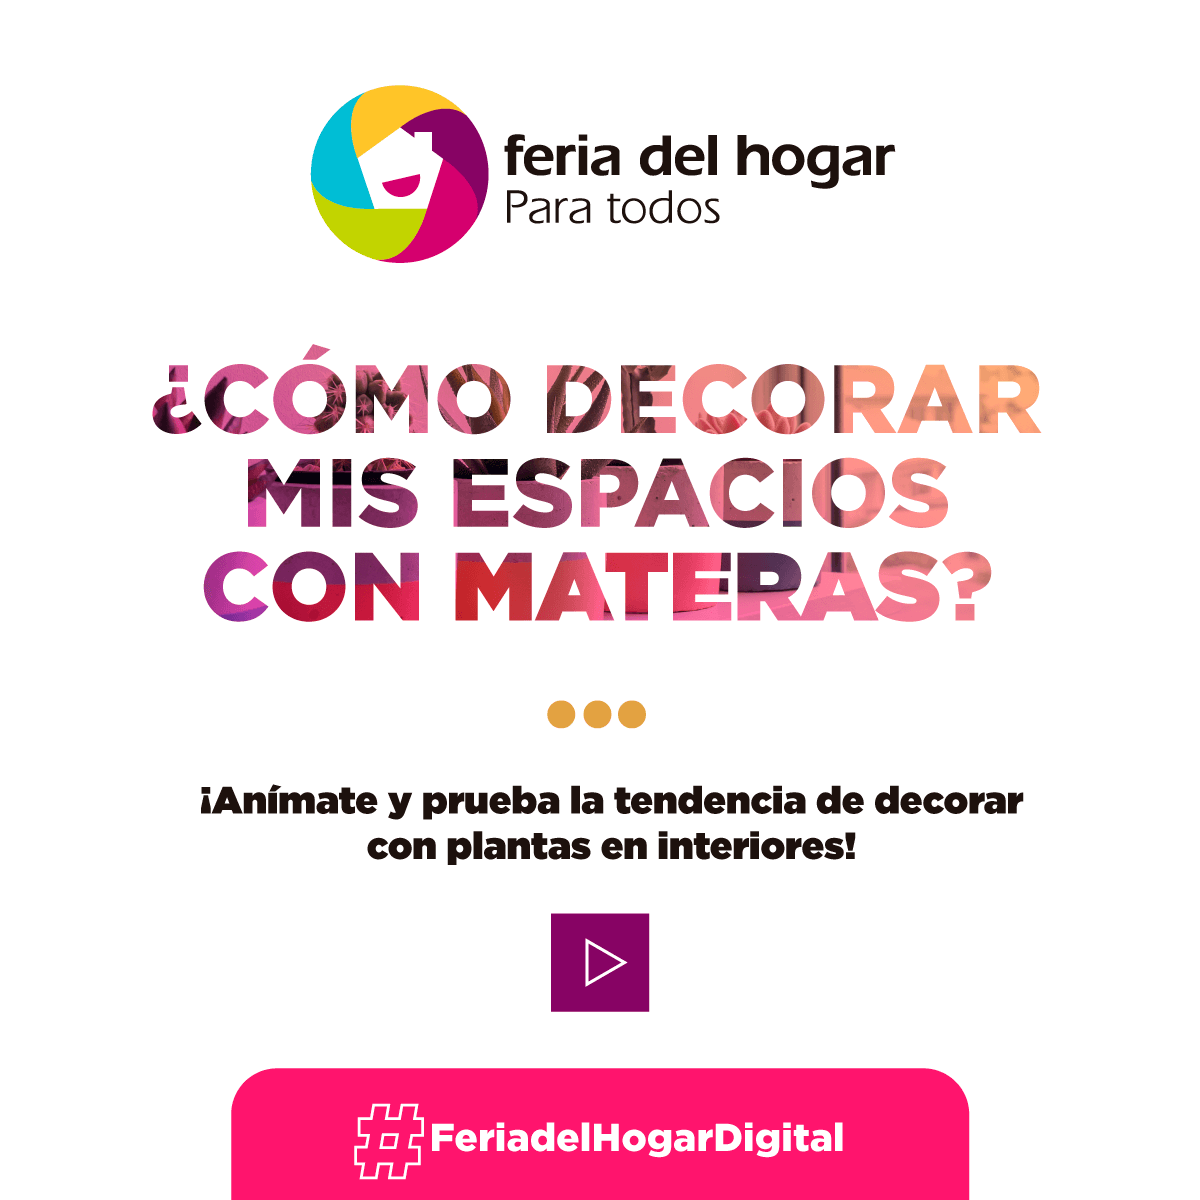 feria del hogar
Para todos
¿CÓMO DECORAR
MIS ESPACIOS
CON MATERAS?
¡Anímate y prueba la tendencia de decorar
con plantas en interiores!
#FeriadelHogarDigital